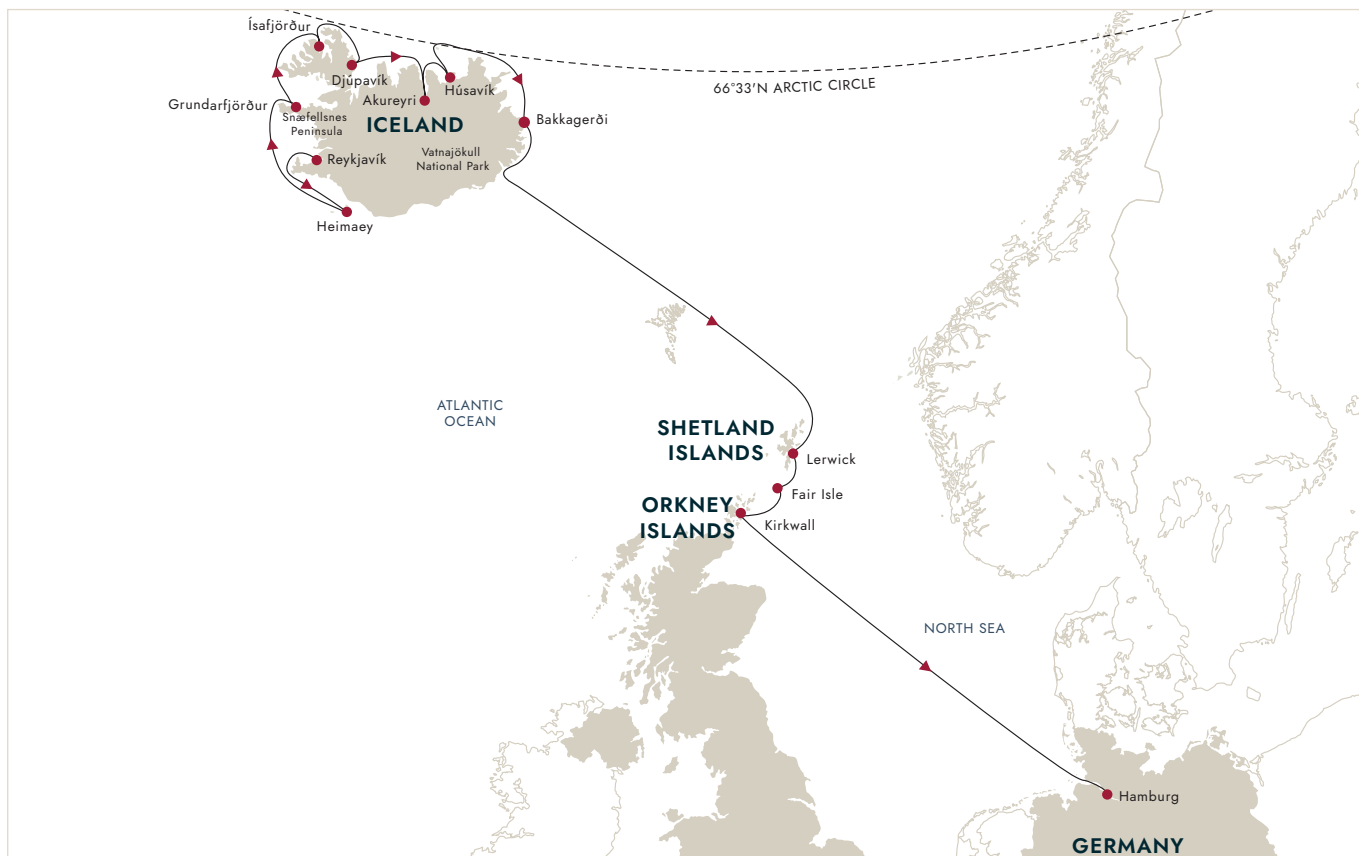 Ísafjörður
Djúpavík
Húsavík
66°33'N ARCTIC CIRCLE
Akureyri
Grundarfjörður
Snæfellsnes
Peninsula
ICELAND
Bakkagerði
Reykjavík
Vatnajökull
National Park
Heimaey
ATLANTIC
OCEAN
SHETLAND
ISLANDS
Lerwick
Fair Isle
ORKNEY
ISLANDS
Kirkwall
NORTH SEA
Hamburg
GERMANY